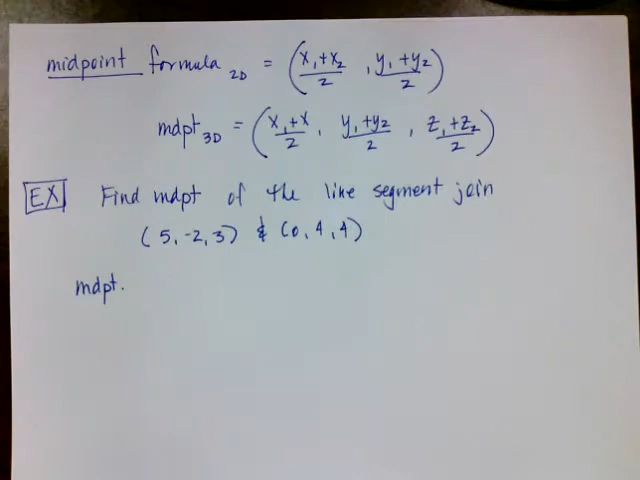 midpoint formula 2D = (x₁+x₂/2, y₁+y₂/2)
mdpt 3D = (x₁+x/2, y₁+y₂/2, z₁+z₂/2)
EX Find mdpt of the line segment join
(5,-2,3) & (0,4,4)
mdpt.